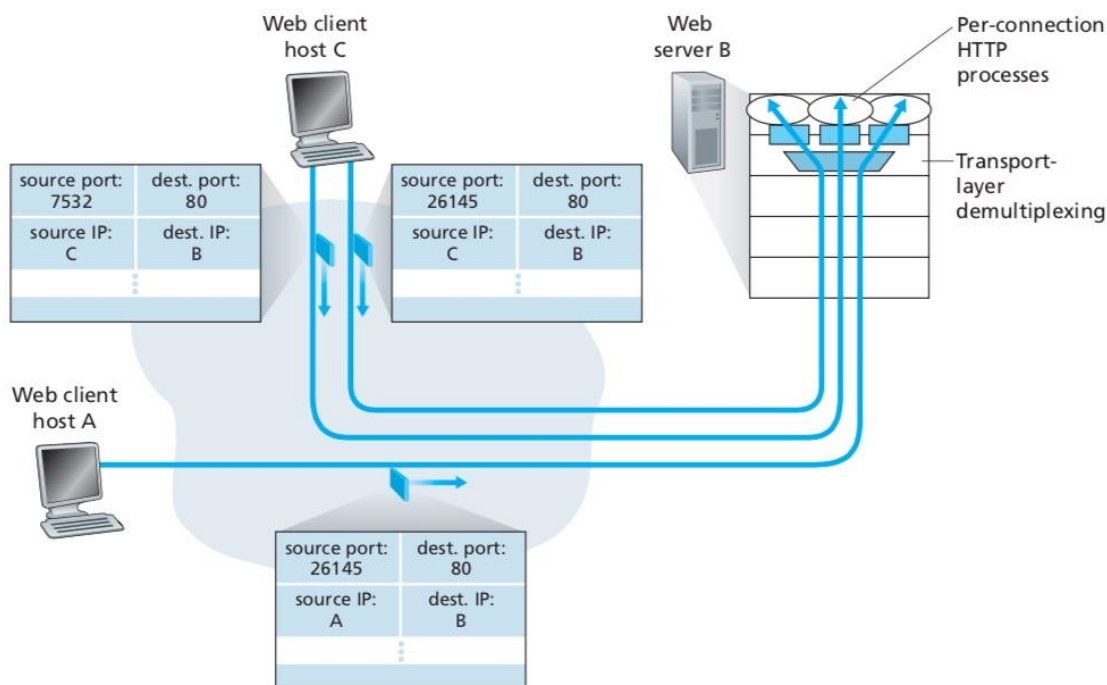 Web client
host C
Web
server B
Per-connection
HTTP
processes
Transport-
layer
demultiplexing
source port:
7532
dest. port:
80
source IP:
C
dest. IP:
B
source port:
26145
dest. port:
80
source IP:
C
dest. IP:
B
Web client
host A
source port:
26145
dest. port:
80
source IP:
A
dest. IP:
B